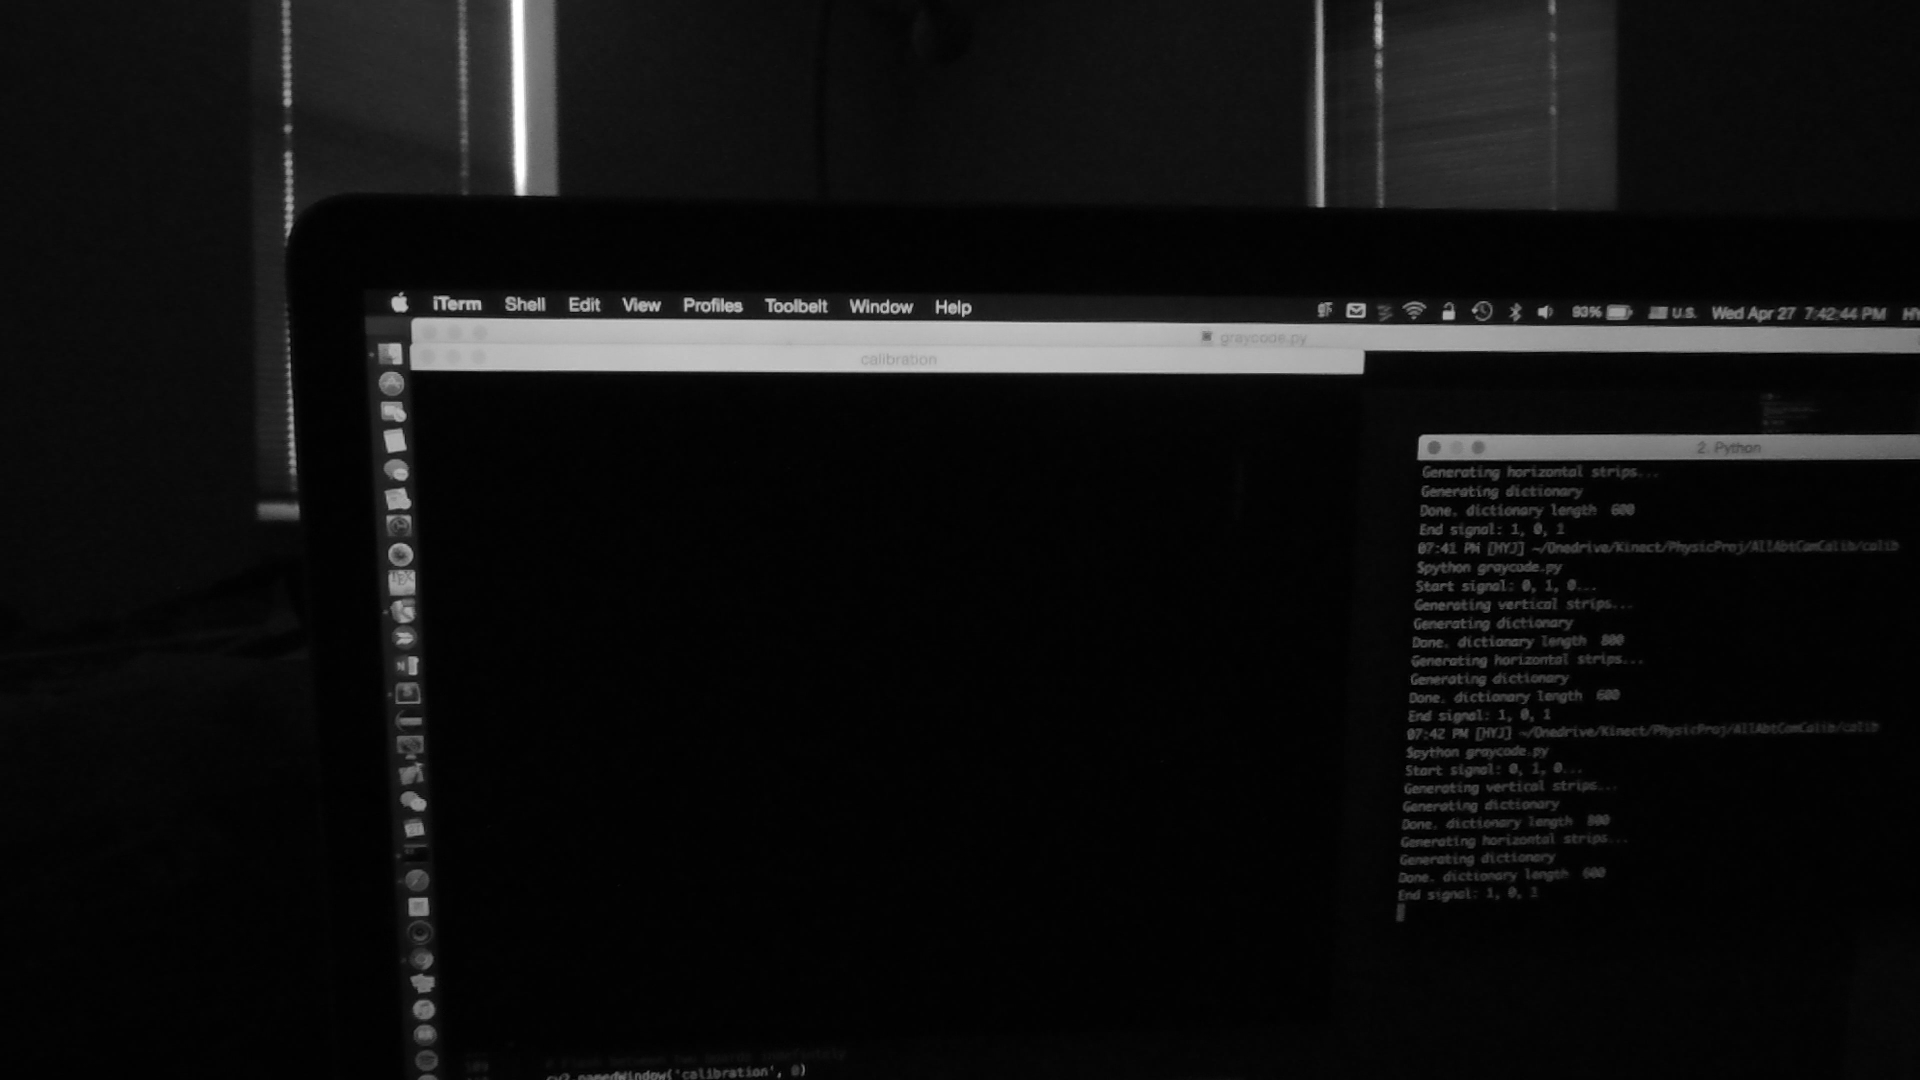 iTerm Shell Edit View Profiles Toolbelt Window Help 93% U.S. Wed Apr 27 7:42:44 PM HY
graycode.py
calibration
2. Python
Generating horizontal strips...
Generating dictionary
Done. dictionary length 600
End signal: 1, 0, 1
07:41 PM [HYJ] ~/Onedrive/Kinect/PhysicProj/AllAbtCamCalib/calib
$python graycode.py
Start signal: 0, 1, 0...
Generating vertical strips...
Generating dictionary
Done. dictionary length 800
Generating horizontal strips...
Generating dictionary
Done. dictionary length 600
End signal: 1, 0, 1
07:42 PM [HYJ] ~/Onedrive/Kinect/PhysicProj/AllAbtCamCalib/calib
$python graycode.py
Start signal: 0, 1, 0...
Generating vertical strips...
Generating dictionary
Done. dictionary length 800
Generating horizontal strips...
Generating dictionary
Done. dictionary length 600
End signal: 1, 0, 1
cv2.namedWindow('calibration', 0)